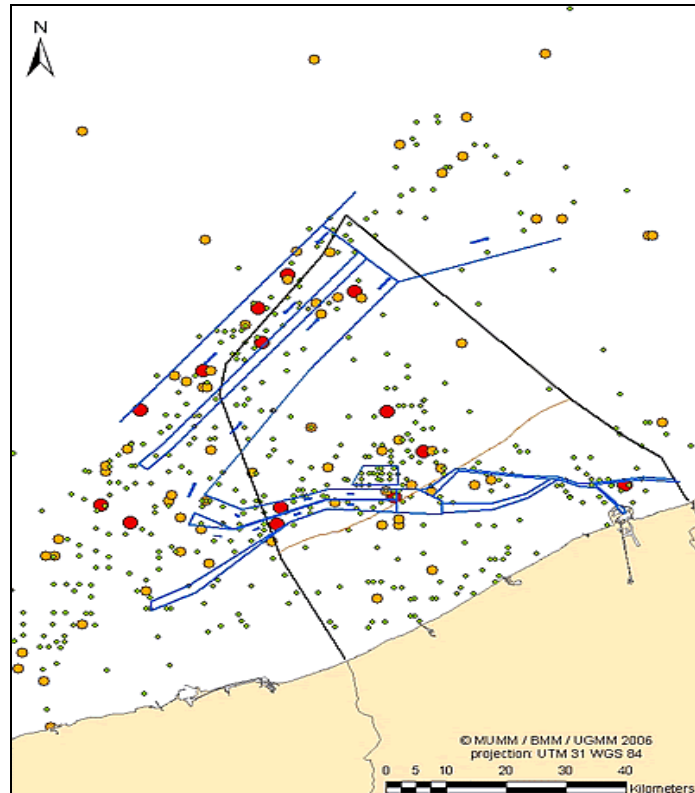 N
© MUMM / BMM / UGMM 2006
projection: UTM 31 WGS 84
0 5 10 20 30 40
Kilometers